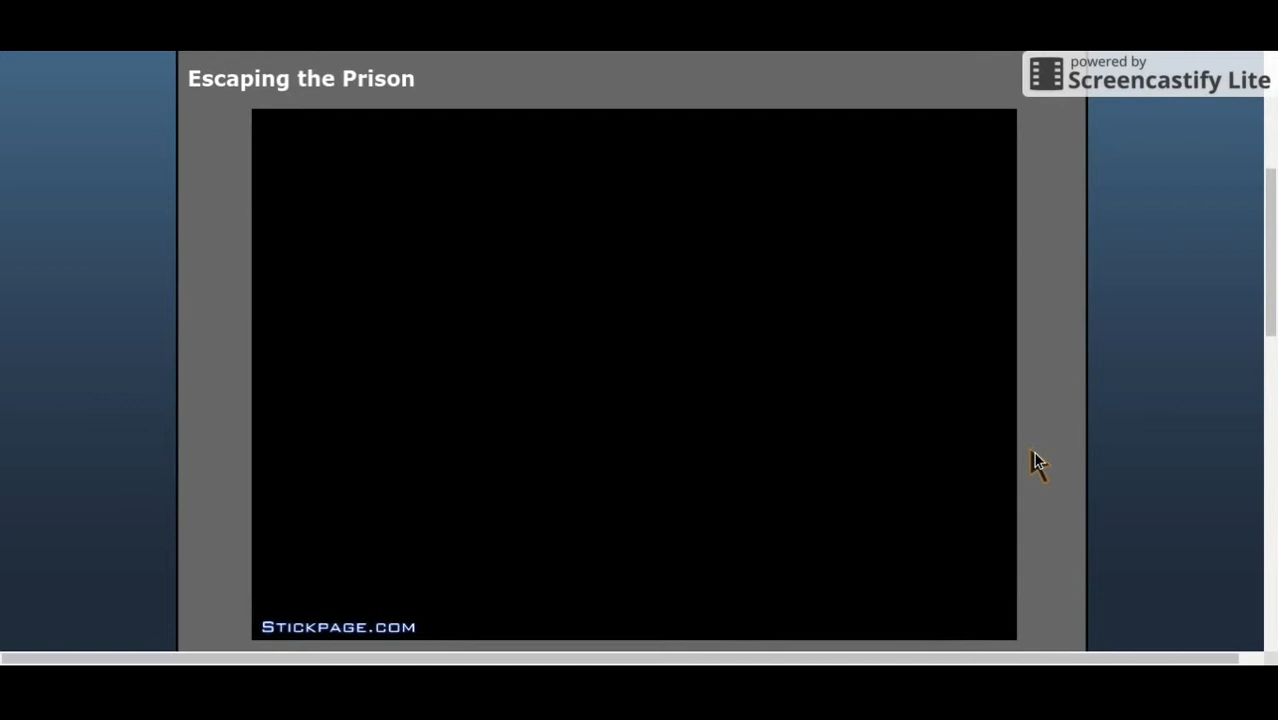 Escaping the Prison
powered by
Screencastify Lite
STICKPAGE.COM